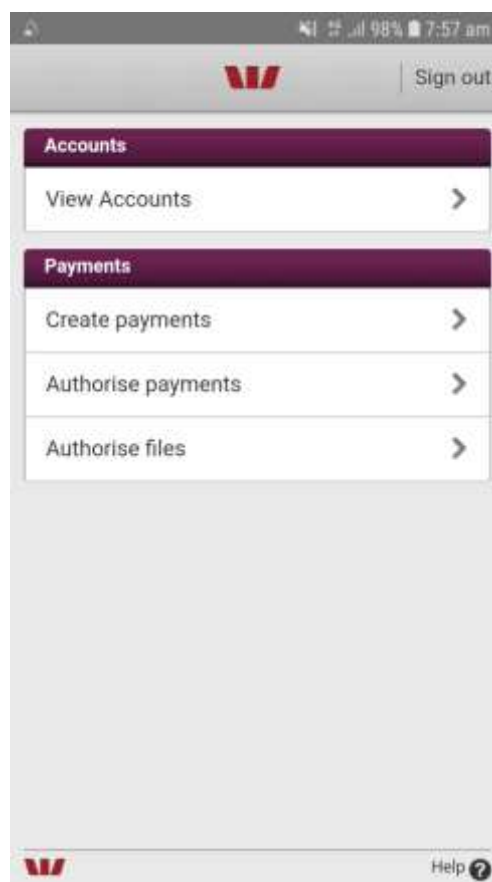 98% 7:57 am
Sign out
Accounts
View Accounts
Payments
Create payments
Authorise payments
Authorise files
Help ?